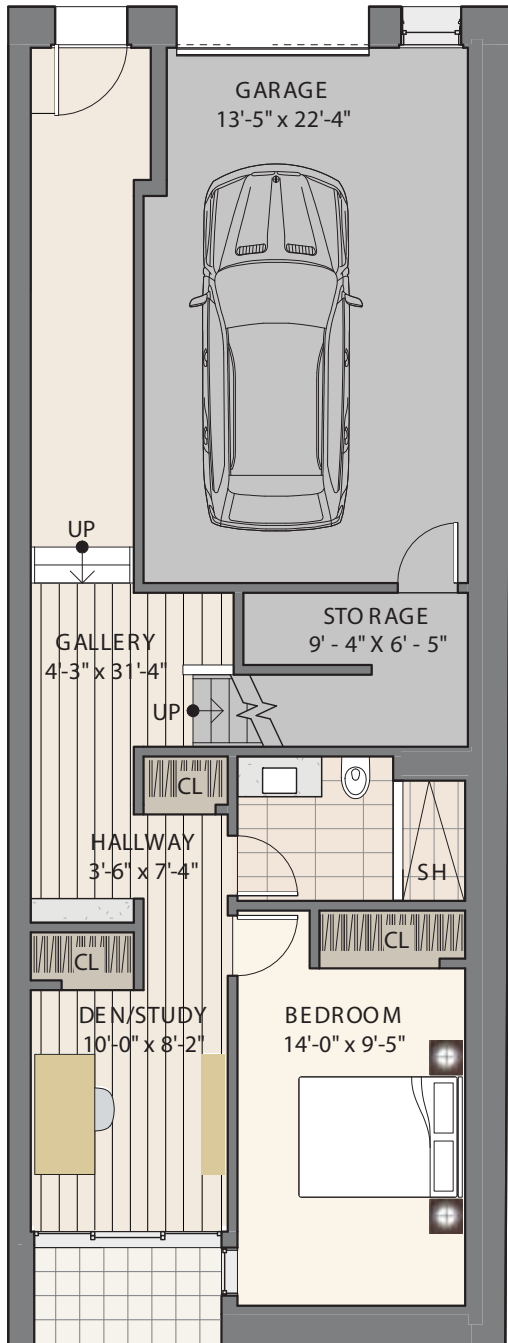 GARAGE
13'-5" x 22'-4"
UP
GALLERY
4'-3" x 31'-4"
STORAGE
9' - 4" X 6' - 5"
UP
CL
HALLWAY
3'-6" x 7'-4"
SH
CL
CL
DEN/STUDY
10'-0" x 8'-2"
BEDROOM
14'-0" x 9'-5"